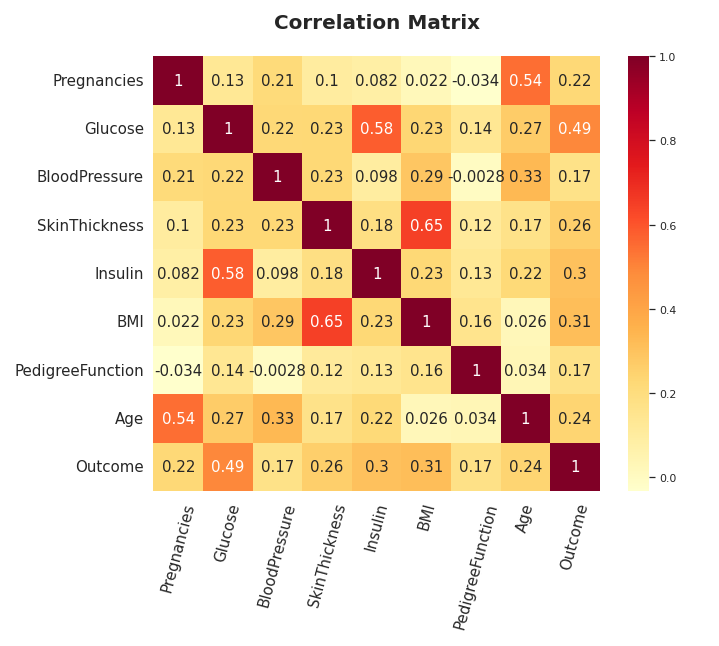 Correlation Matrix
Pregnancies 1 0.13 0.21 0.1 0.082 0.022 -0.034 0.54 0.22
Glucose 0.13 1 0.22 0.23 0.58 0.23 0.14 0.27 0.49
BloodPressure 0.21 0.22 1 0.23 0.098 0.29 -0.0028 0.33 0.17
SkinThickness 0.1 0.23 0.23 1 0.18 0.65 0.12 0.17 0.26
Insulin 0.082 0.58 0.098 0.18 1 0.23 0.13 0.22 0.3
BMI 0.022 0.23 0.29 0.65 0.23 1 0.16 0.026 0.31
PedigreeFunction -0.034 0.14 -0.0028 0.12 0.13 0.16 1 0.034 0.17
Age 0.54 0.27 0.33 0.17 0.22 0.026 0.034 1 0.24
Outcome 0.22 0.49 0.17 0.26 0.3 0.31 0.17 0.24 1
Pregnancies Glucose BloodPressure SkinThickness Insulin BMI PedigreeFunction Age Outcome
1.0
0.8
0.6
0.4
0.2
0.0